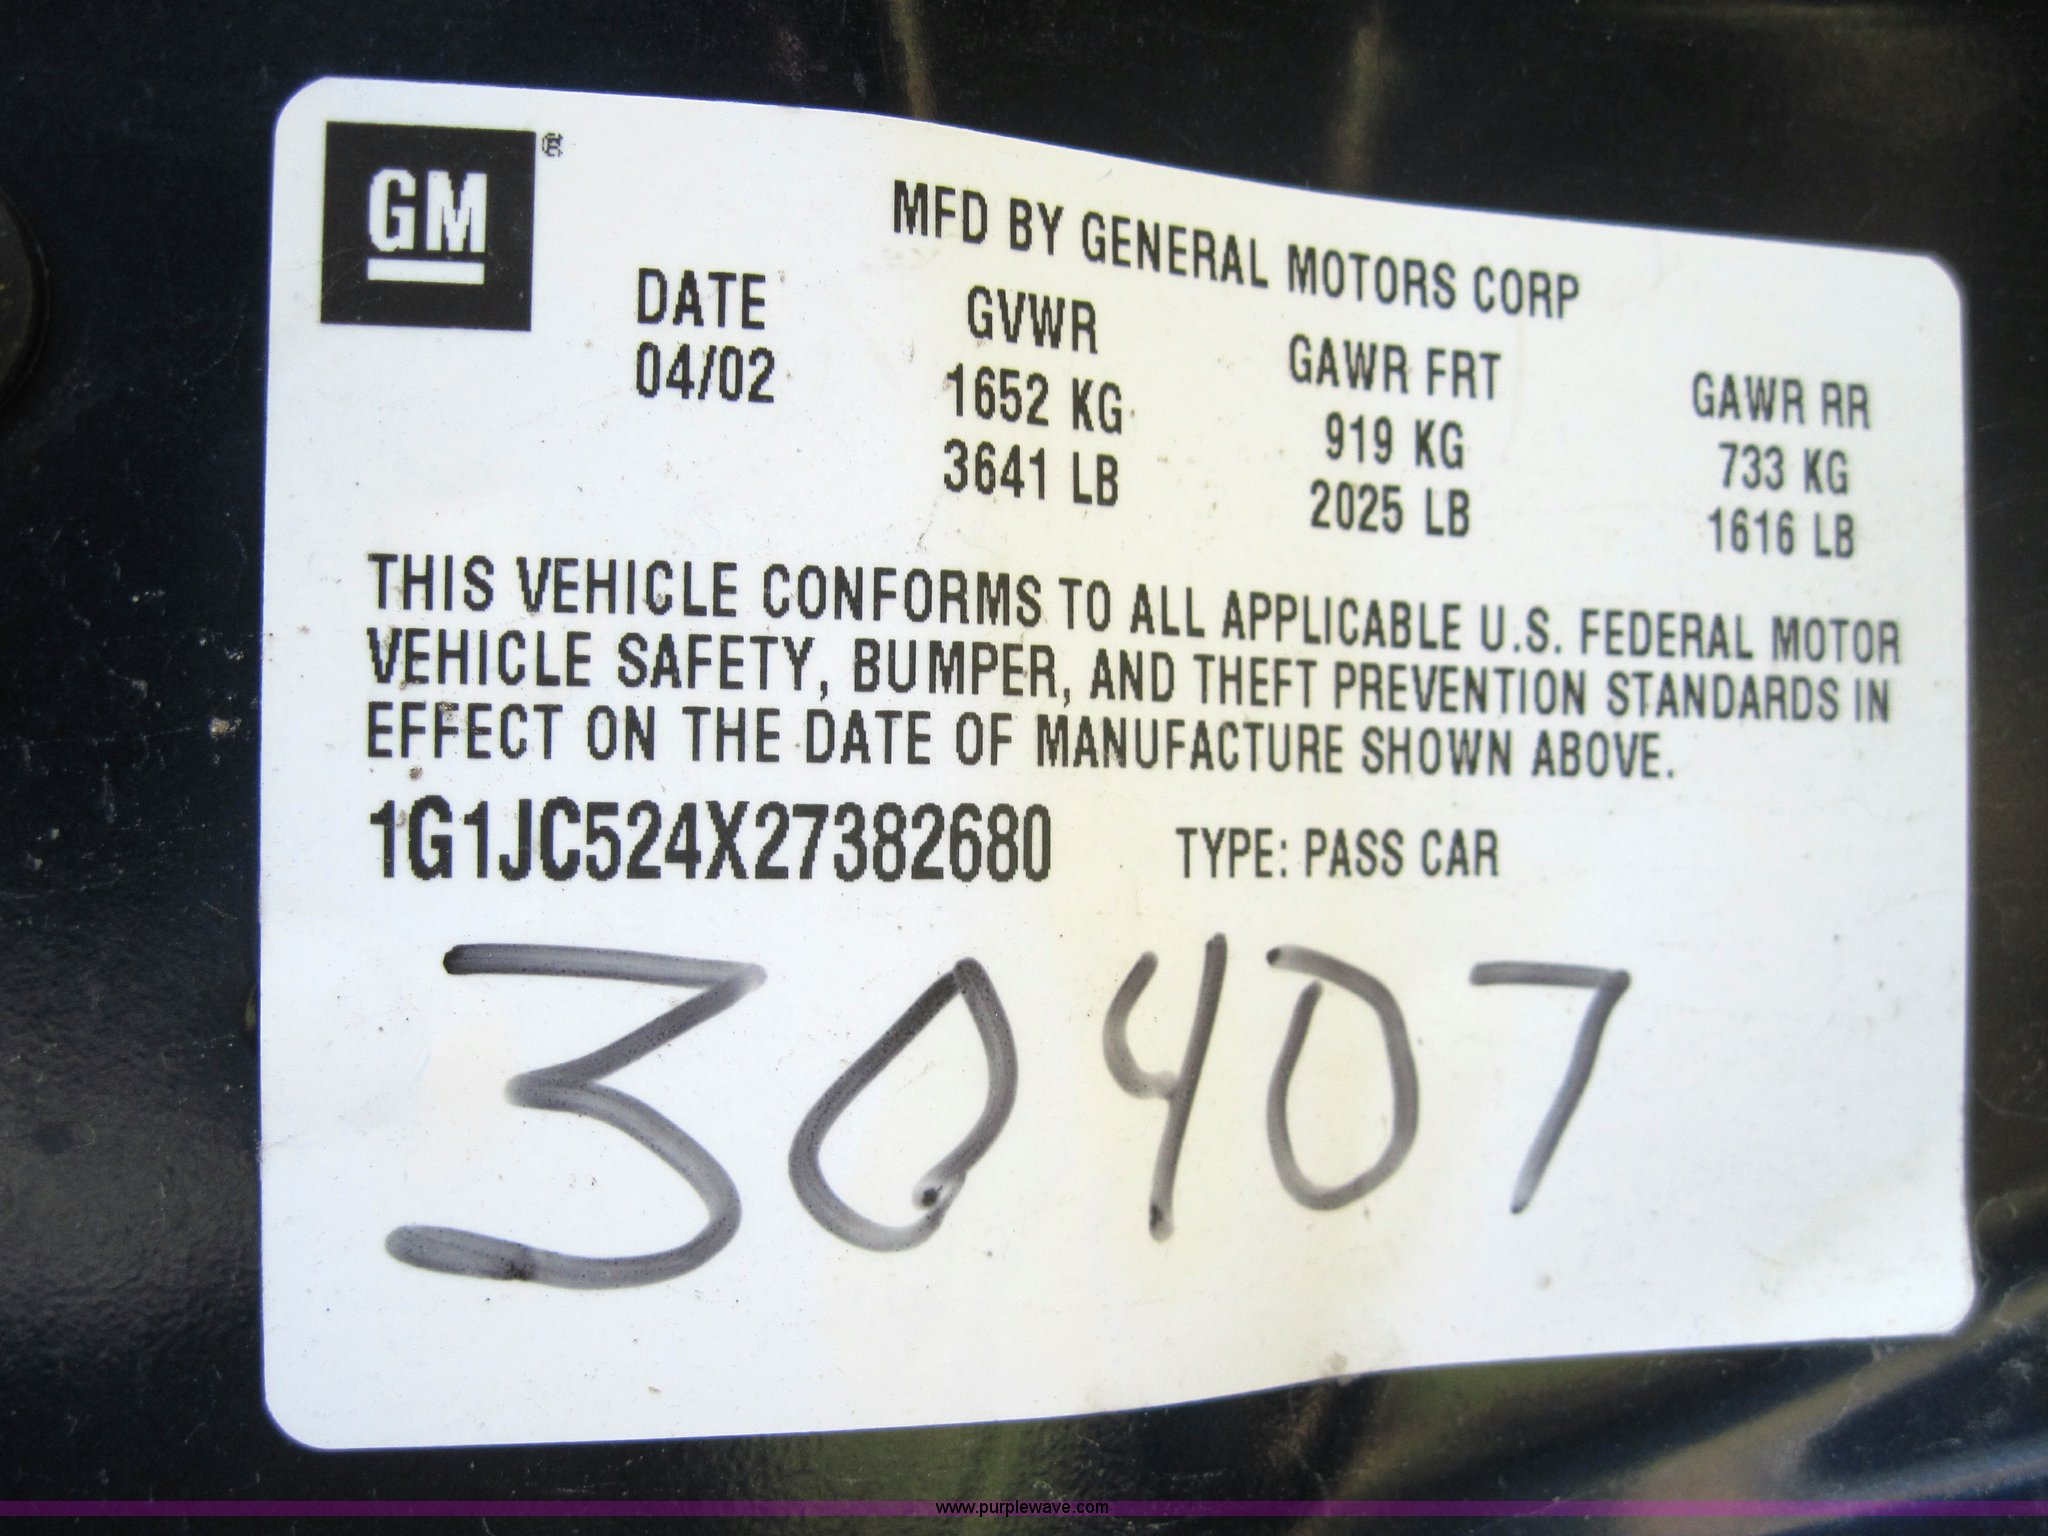 GM®
MFD BY GENERAL MOTORS CORP
DATE GVWR GAWR FRT GAWR RR
04/02 1652 KG 919 KG 733 KG
3641 LB 2025 LB 1616 LB
THIS VEHICLE CONFORMS TO ALL APPLICABLE U.S. FEDERAL MOTOR
VEHICLE SAFETY, BUMPER, AND THEFT PREVENTION STANDARDS IN
EFFECT ON THE DATE OF MANUFACTURE SHOWN ABOVE.
1G1JC524X27382680 TYPE: PASS CAR
30407
www.purplewave.com